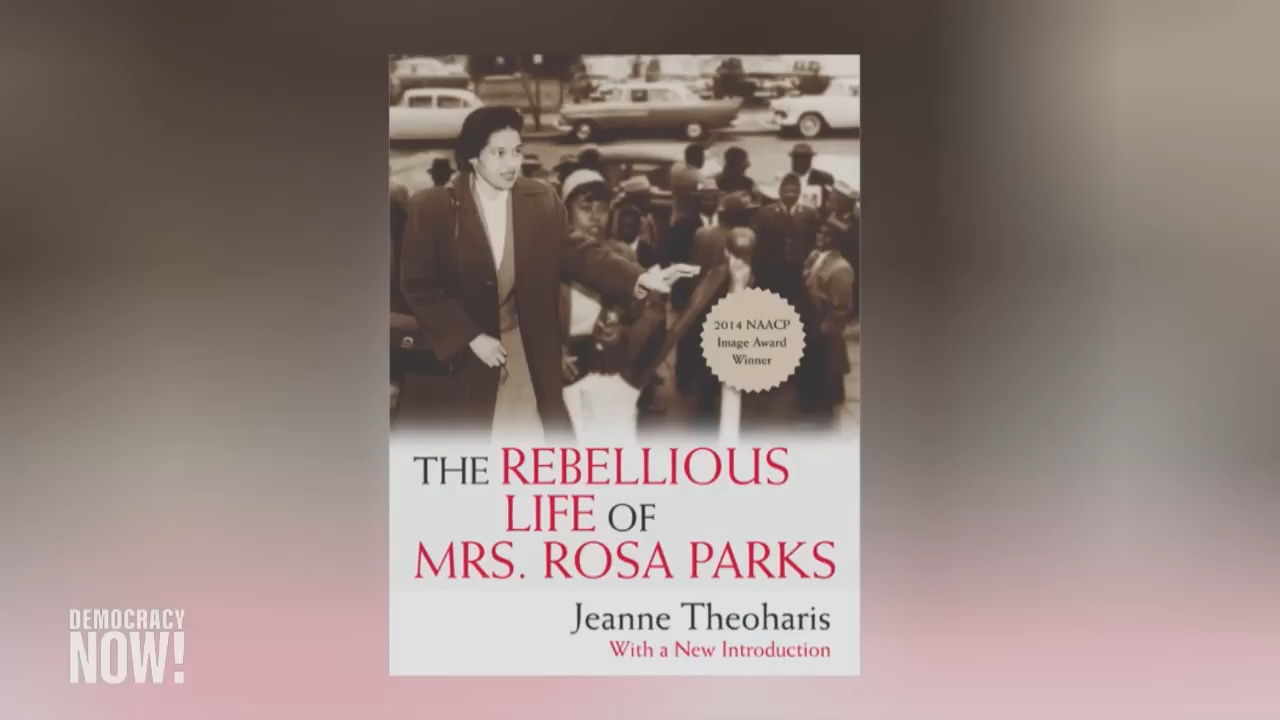 2014 NAACP
Image Award
Winner
THE REBELLIOUS
LIFE OF
MRS. ROSA PARKS
Jeanne Theoharis
With a New Introduction
DEMOCRACY
NOW!